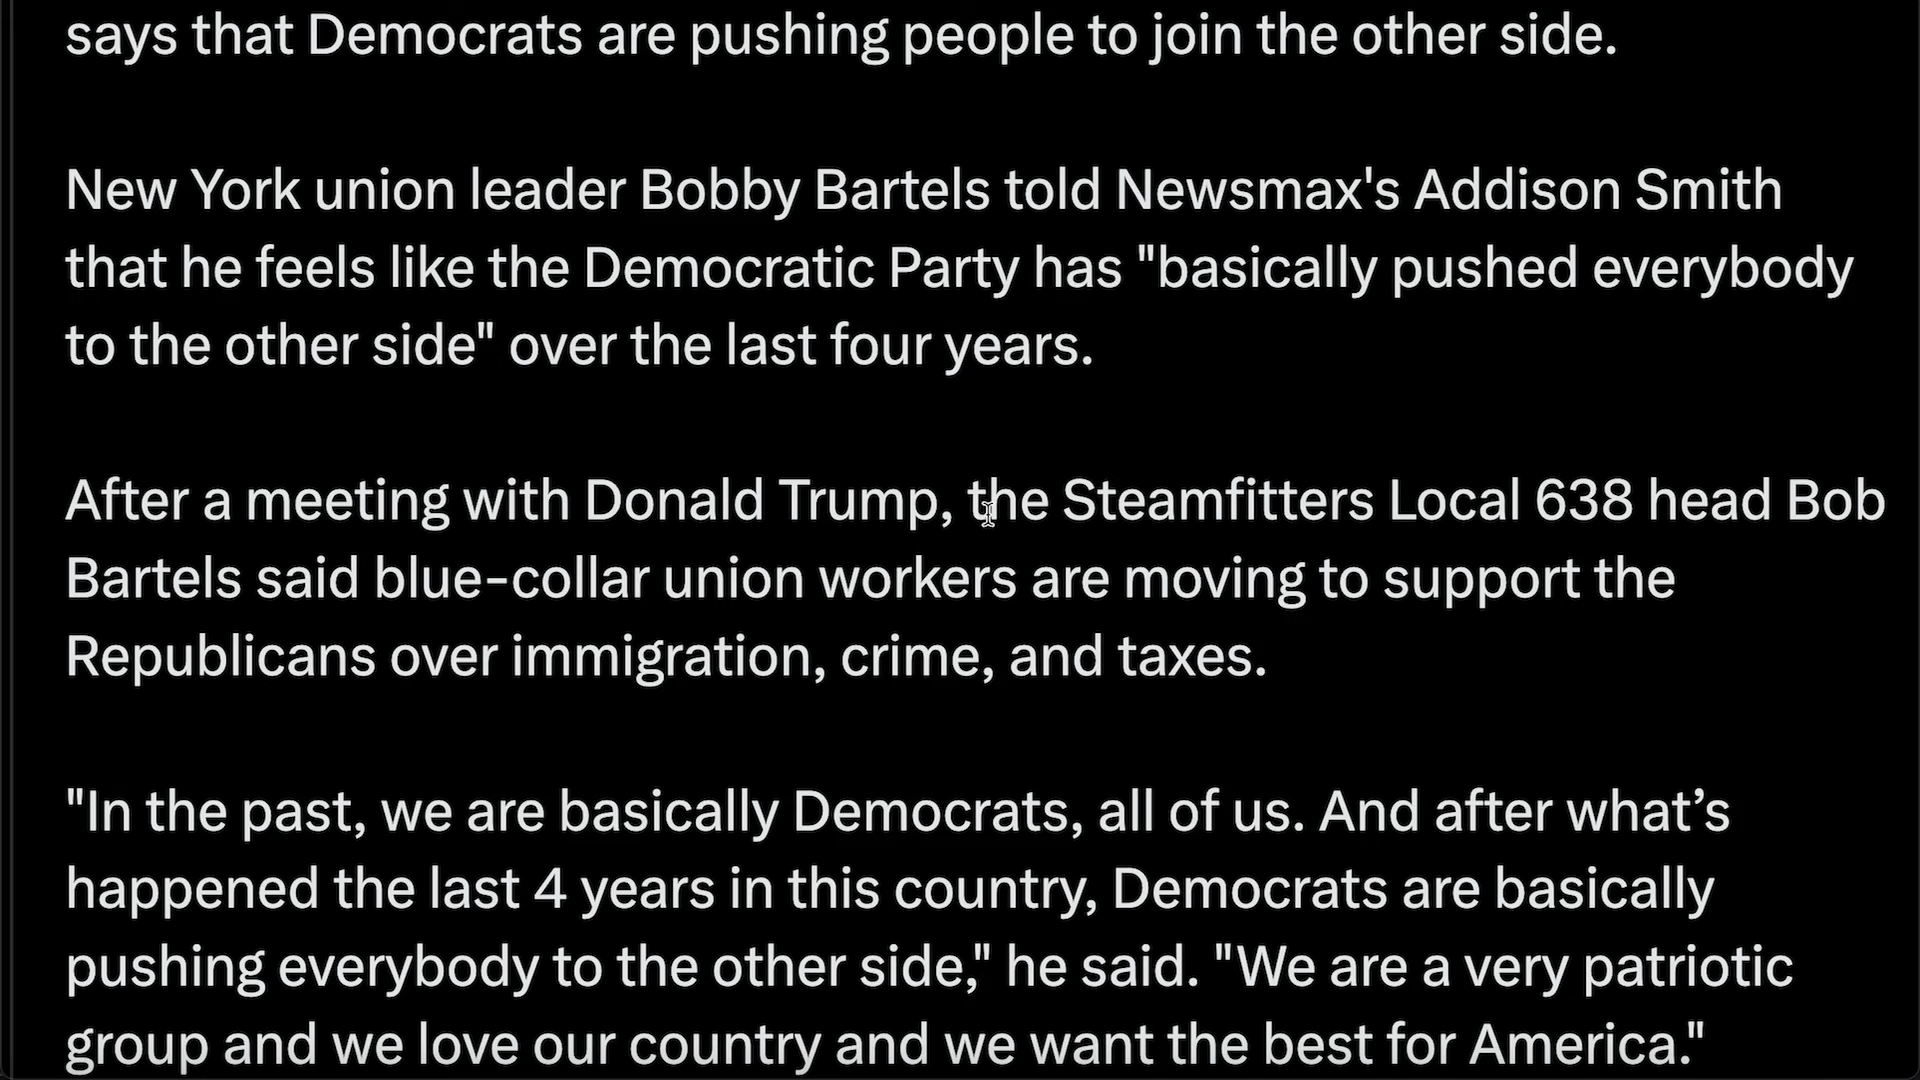 says that Democrats are pushing people to join the other side.
New York union leader Bobby Bartels told Newsmax's Addison Smith
that he feels like the Democratic Party has "basically pushed everybody
to the other side" over the last four years.
After a meeting with Donald Trump, the Steamfitters Local 638 head Bob
Bartels said blue-collar union workers are moving to support the
Republicans over immigration, crime, and taxes.
"In the past, we are basically Democrats, all of us. And after what’s
happened the last 4 years in this country, Democrats are basically
pushing everybody to the other side," he said. "We are a very patriotic
group and we love our country and we want the best for America."